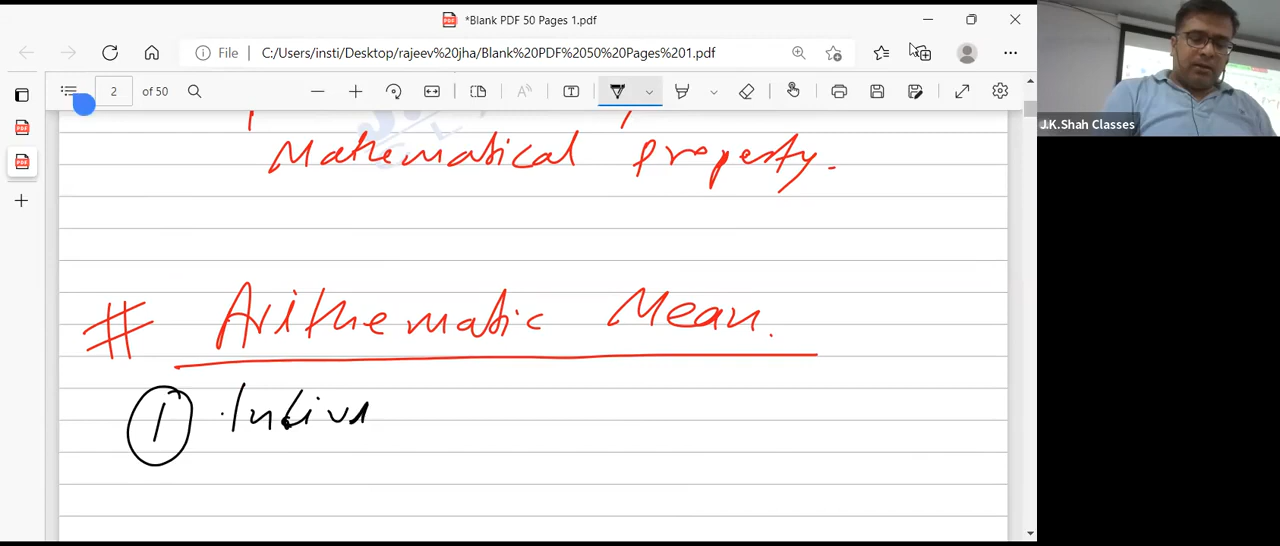 *Blank PDF 50 Pages 1.pdf
File C:/Users/insti/Desktop/rajeev%20jha/Blank%20PDF%2050%20Pages%201.pdf
2 of 50
J.K.Shah Classes
Mathematical Property.
# Arithematic Mean.
1